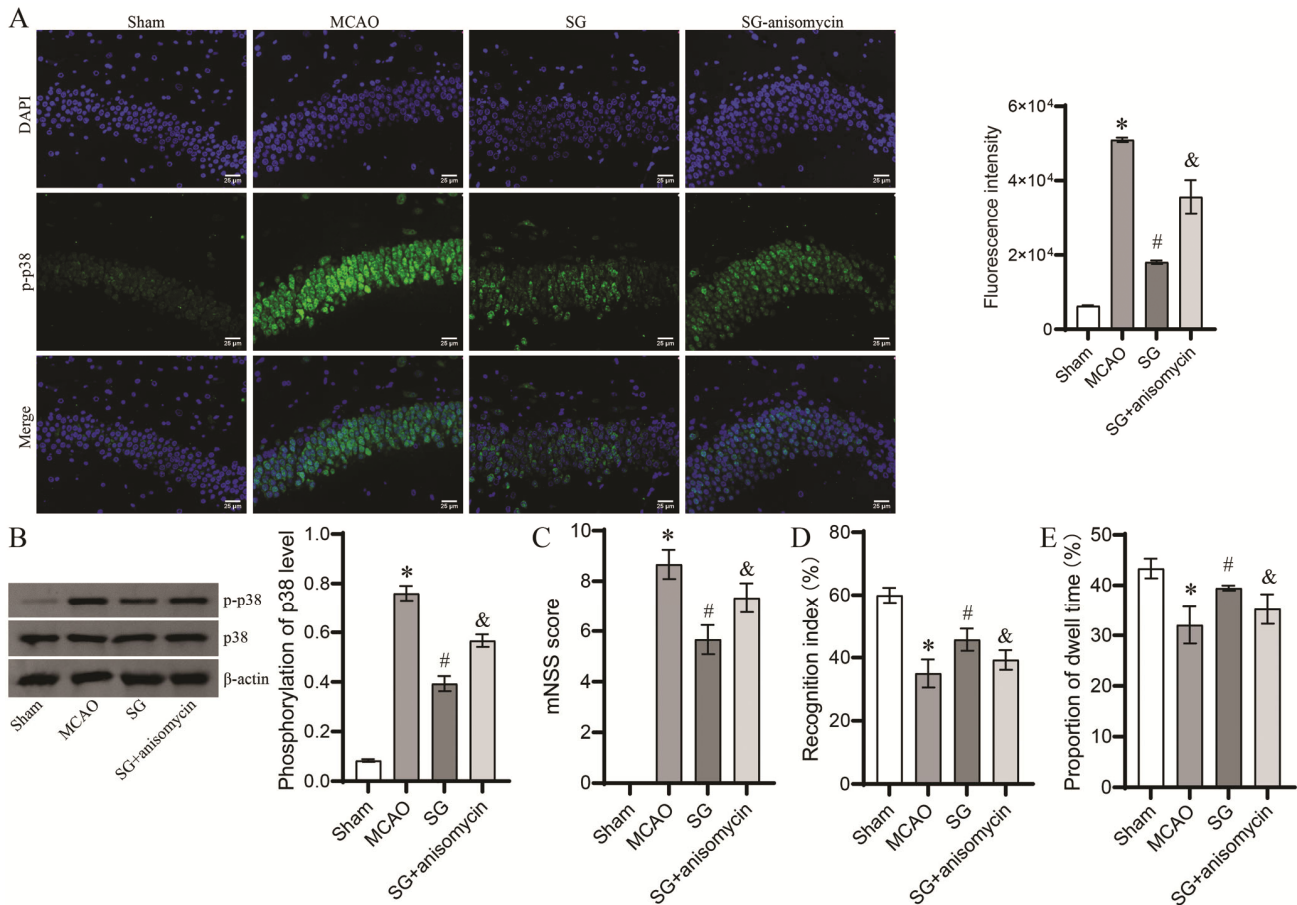 A
Sham
MCAO
SG
SG-anisomycin
DAPI
25 μm
25 μm
25 μm
25 μm
p-p38
25 μm
25 μm
25 μm
25 μm
Merge
25 μm
25 μm
25 μm
25 μm
Fluorescence intensity
6×10⁴
4×10⁴
2×10⁴
0
*
#
&
Sham
MCAO
SG
SG+anisomycin
B
p-p38
p38
β-actin
Sham
MCAO
SG
SG+anisomycin
Phosphorylation of p38 level
1.0
0.8
0.6
0.4
0.2
0.0
*
#
&
Sham
MCAO
SG
SG+anisomycin
C
mNSS score
10
8
6
4
2
0
*
#
&
Sham
MCAO
SG
SG+anisomycin
D
Recognition index (%)
80
60
40
20
0
*
#
&
Sham
MCAO
SG
SG+anisomycin
E
Proportion of dwell time (%)
50
40
30
20
10
0
*
#
&
Sham
MCAO
SG
SG+anisomycin